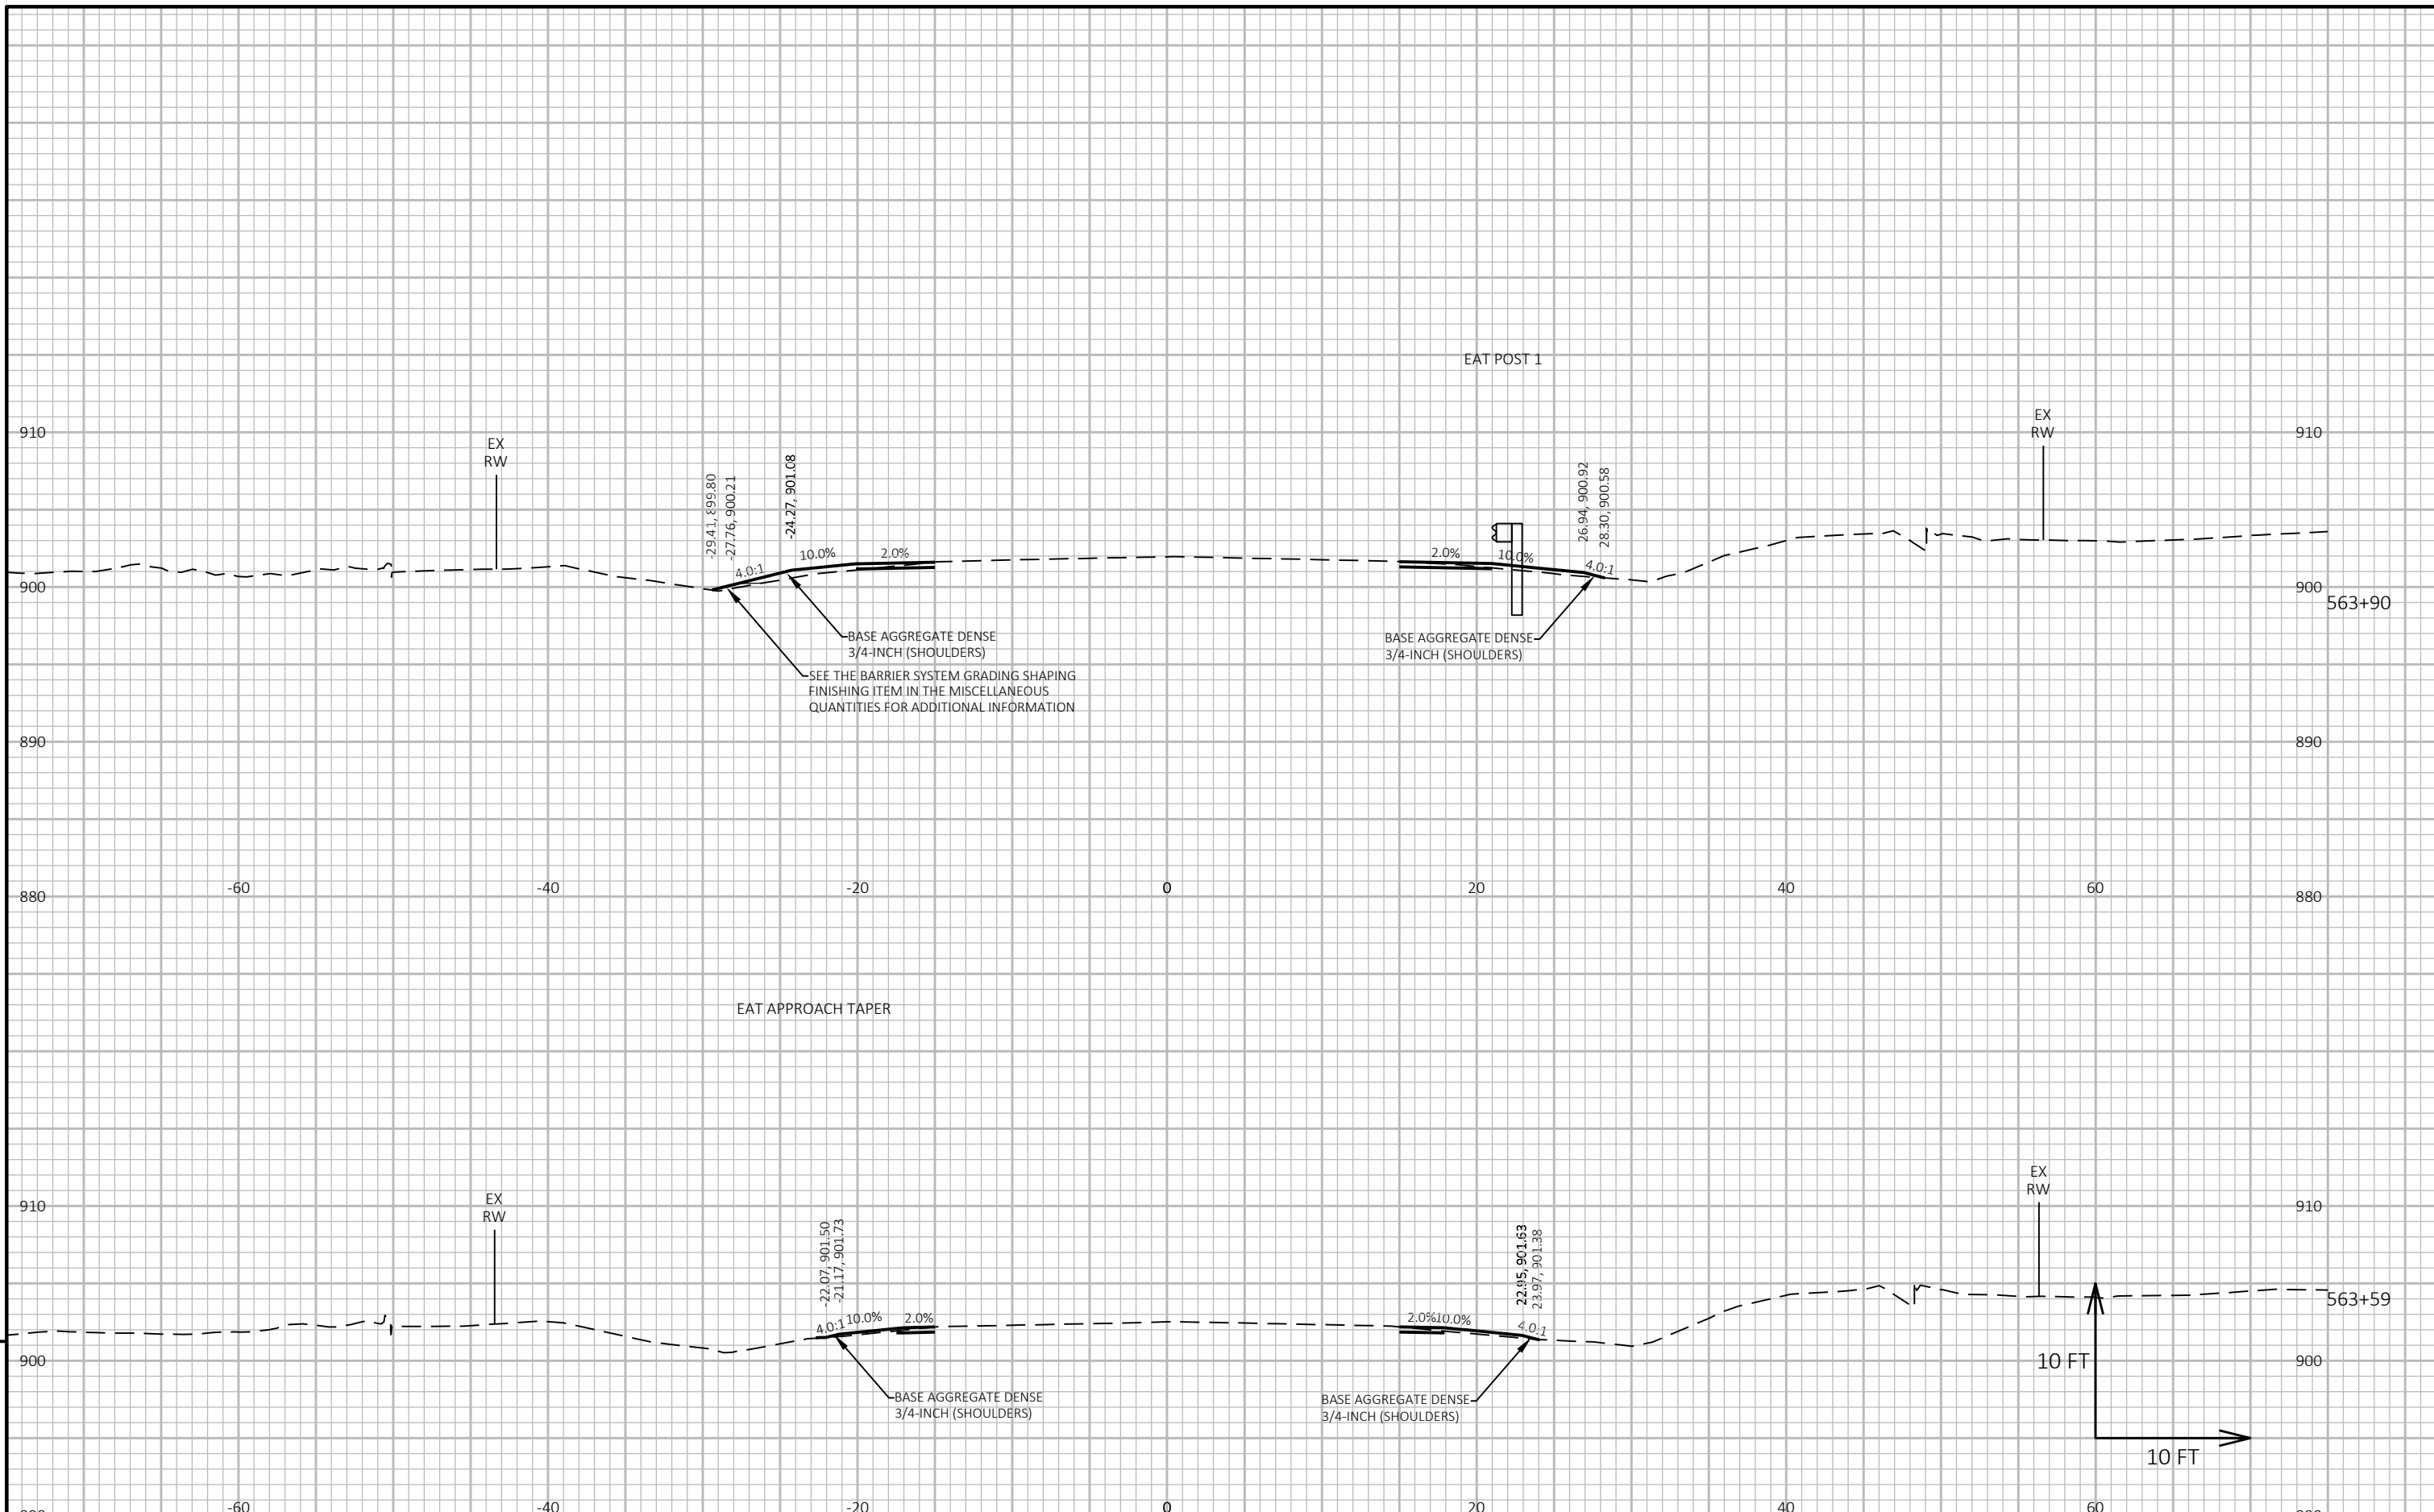 EAT POST 1
EX
RW
EX
RW
910
910
-29.41, 899.80
-27.76, 900.21
-24.27, 901.08
26.94, 900.92
28.30, 900.58
4.0:1
10.0%
2.0%
2.0%
10.0%
4.0:1
900
900
563+90
BASE AGGREGATE DENSE
3/4-INCH (SHOULDERS)
BASE AGGREGATE DENSE
3/4-INCH (SHOULDERS)
SEE THE BARRIER SYSTEM GRADING SHAPING
FINISHING ITEM IN THE MISCELLANEOUS
QUANTITIES FOR ADDITIONAL INFORMATION
890
890
-60
-40
-20
0
20
40
60
880
880
EAT APPROACH TAPER
EX
RW
EX
RW
910
910
-22.07, 901.50
-21.17, 901.73
22.95, 901.63
23.97, 901.38
4.0:1
10.0%
2.0%
2.0%
10.0%
4.0:1
563+59
900
900
10 FT
10 FT
BASE AGGREGATE DENSE
3/4-INCH (SHOULDERS)
BASE AGGREGATE DENSE
3/4-INCH (SHOULDERS)
-60
-40
-20
0
20
40
60